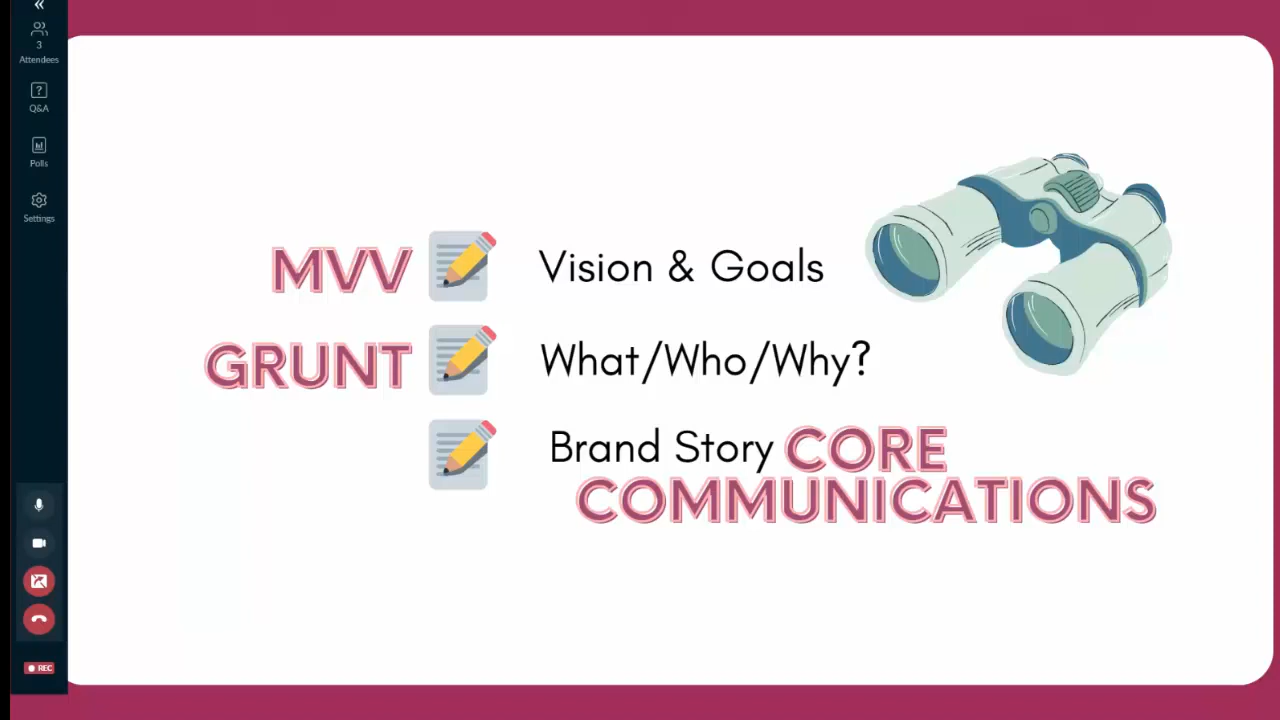 3
Attendees
Q&A
Polls
Settings
REC
MVV Vision & Goals
GRUNT What/Who/Why?
Brand Story CORE
COMMUNICATIONS